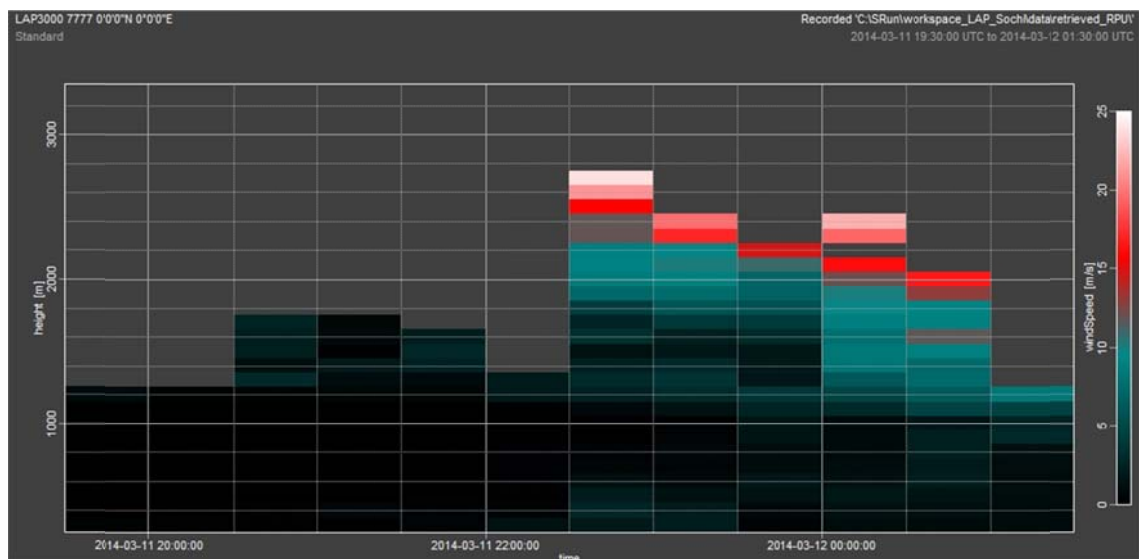 LAP3000 7777 0'0'0"N 0°0'0"E
Recorded 'C:\SRun\workspace_LAP_Sochi\data\retrieved_RPU\'
Standard
2014-03-11 19:30:00 UTC to 2014-03-12 01:30:00 UTC
3000
2000
1000
height [m]
25
20
15
10
5
0
windSpeed [m/s]
2014-03-11 20:00:00
2014-03-11 22:00:00
2014-03-12 00:00:00
time